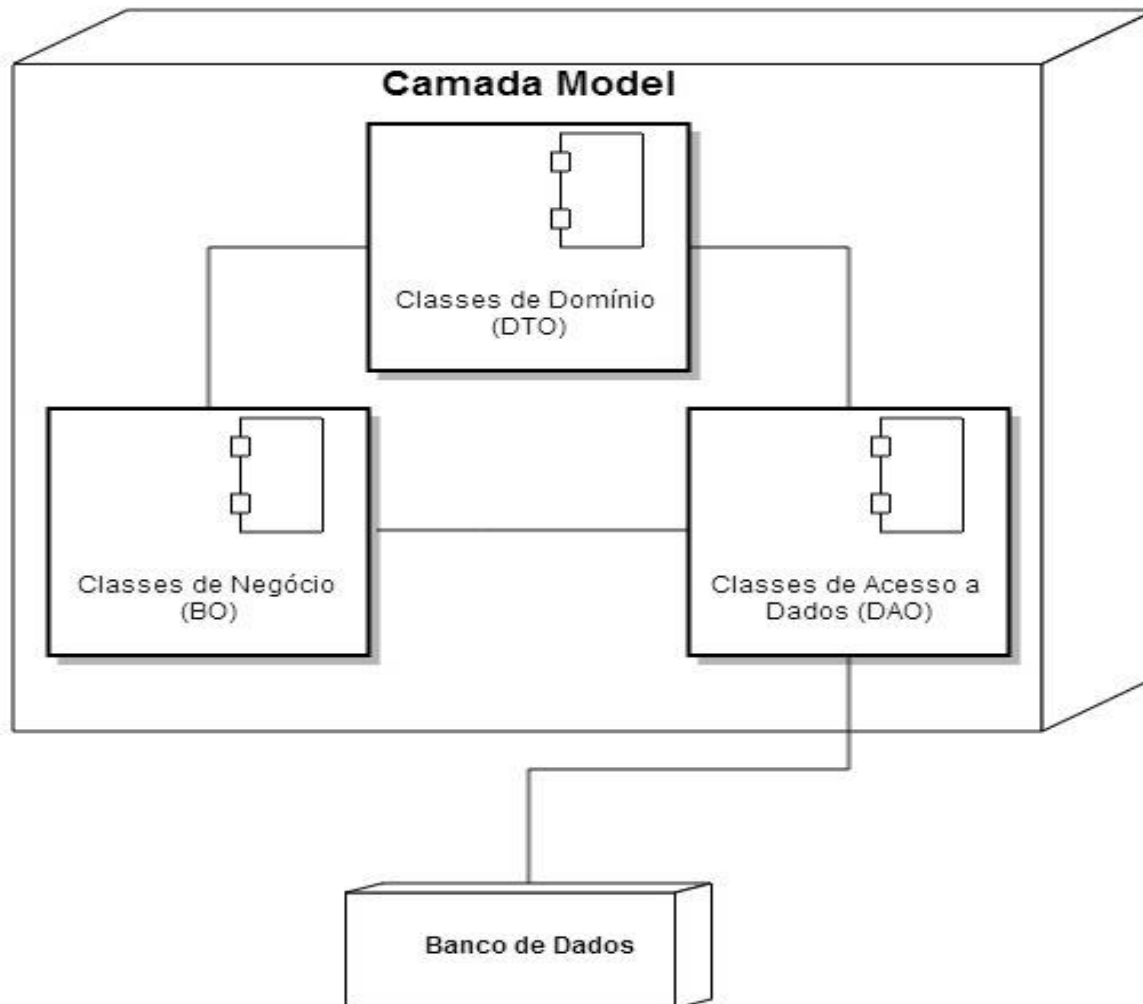 Camada Model
Classes de Domínio
(DTO)
Classes de Negócio
(BO)
Classes de Acesso a
Dados (DAO)
Banco de Dados